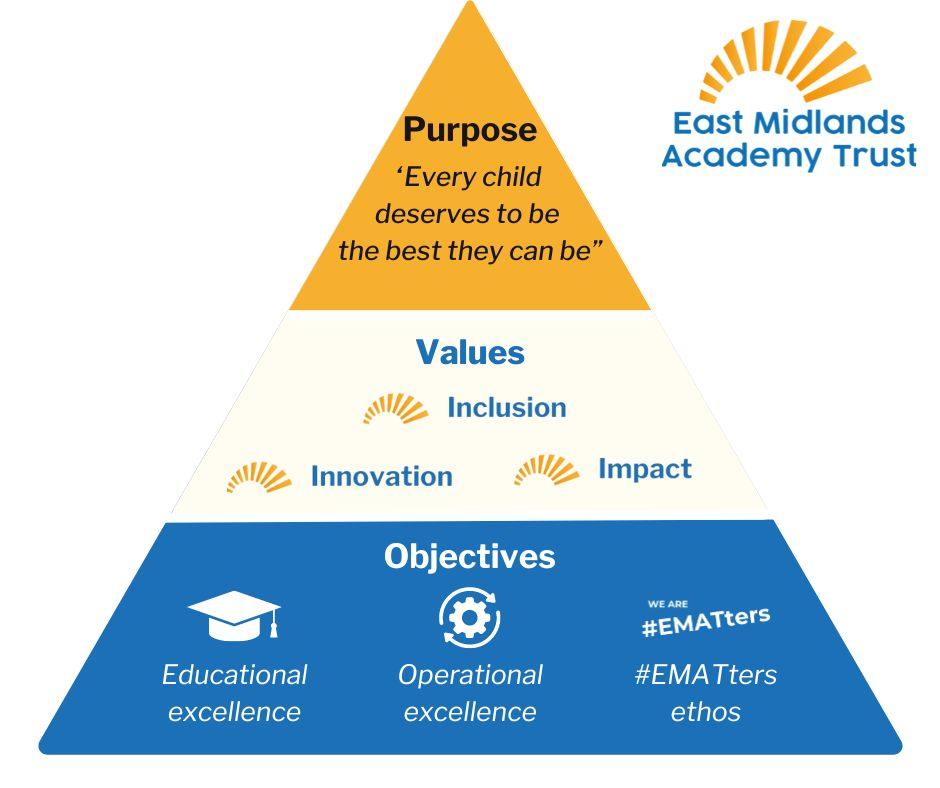 East Midlands
Academy Trust
Purpose
‘Every child
deserves to be
the best they can be”
Values
Inclusion
Innovation
Impact
Objectives
WE ARE
#EMATters
Educational
excellence
Operational
excellence
#EMATters
ethos